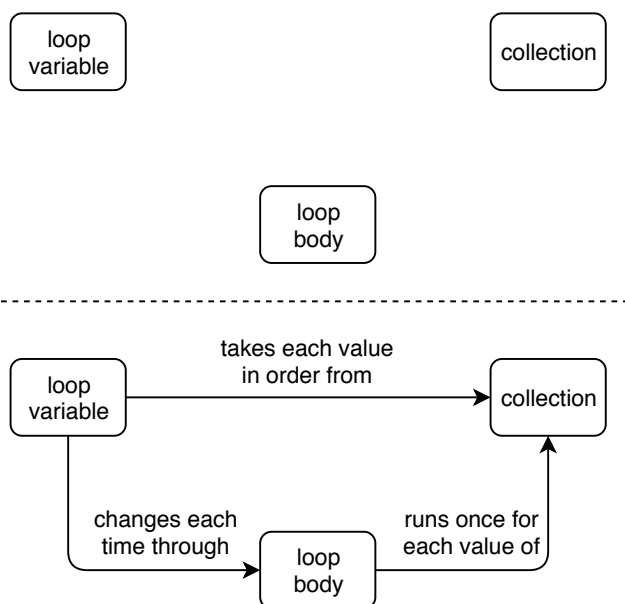 loop
variable
collection
loop
body
takes each value
in order from
loop
variable
collection
changes each
time through
runs once for
each value of
loop
body